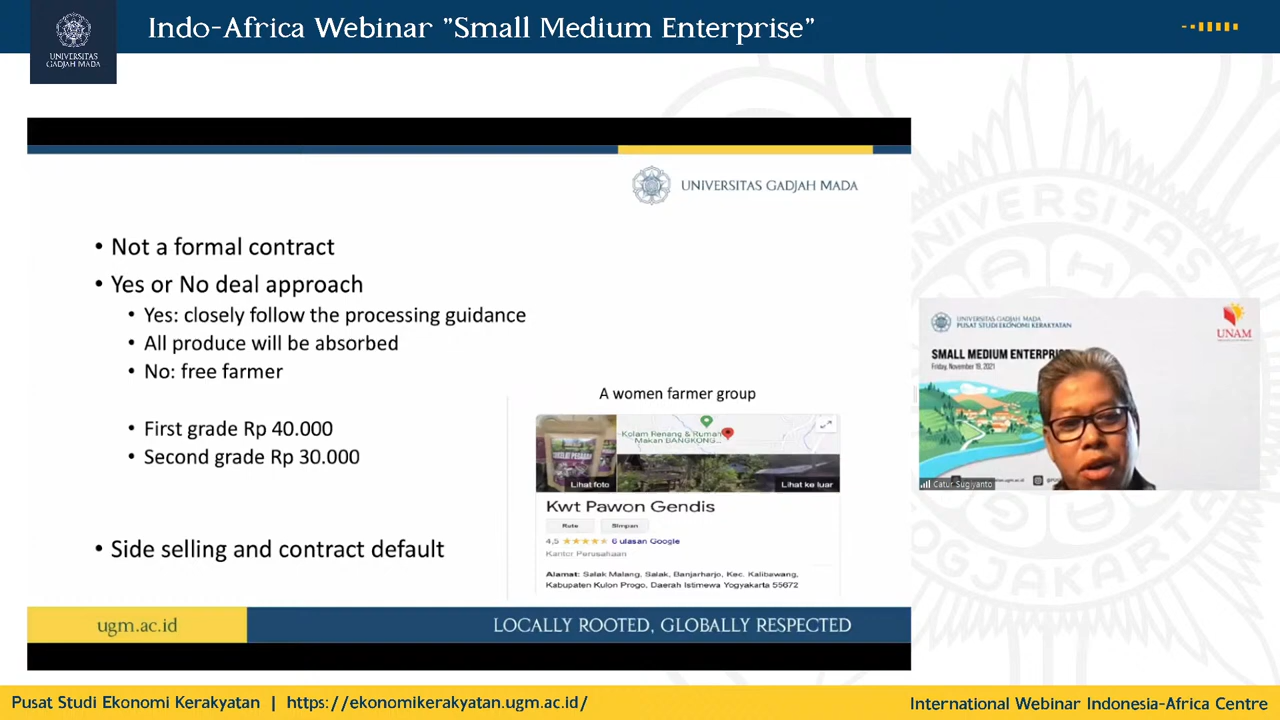 Indo-Africa Webinar "Small Medium Enterprise"
UNIVERSITAS
GADJAH MADA
UNIVERSITAS GADJAH MADA
• Not a formal contract
• Yes or No deal approach
• Yes: closely follow the processing guidance
• All produce will be absorbed
• No: free farmer
• First grade Rp 40.000
• Second grade Rp 30.000
• Side selling and contract default
A women farmer group
Kolam Renang & Rumah
Makan BANGKONG...
Lihat foto
Lihat ke luar
Kwt Pawon Gendis
Rute
Simpan
4,5 ★★★★★ 6 ulasan Google
Kantor Perusahaan
Alamat: Salak Malang, Salak, Banjarharjo, Kec. Kalibawang,
Kabupaten Kulon Progo, Daerah Istimewa Yogyakarta 55672
ugm.ac.id
LOCALLY ROOTED, GLOBALLY RESPECTED
UNIVERSITAS GADJAH MADA
PUSAT STUDI EKONOMI KERAKYATAN
UNAM
SMALL MEDIUM ENTERPRI
Friday, November 19, 2021
Catur Sugiyanto
Pusat Studi Ekonomi Kerakyatan | https://ekonomikerakyatan.ugm.ac.id/
International Webinar Indonesia-Africa Centre